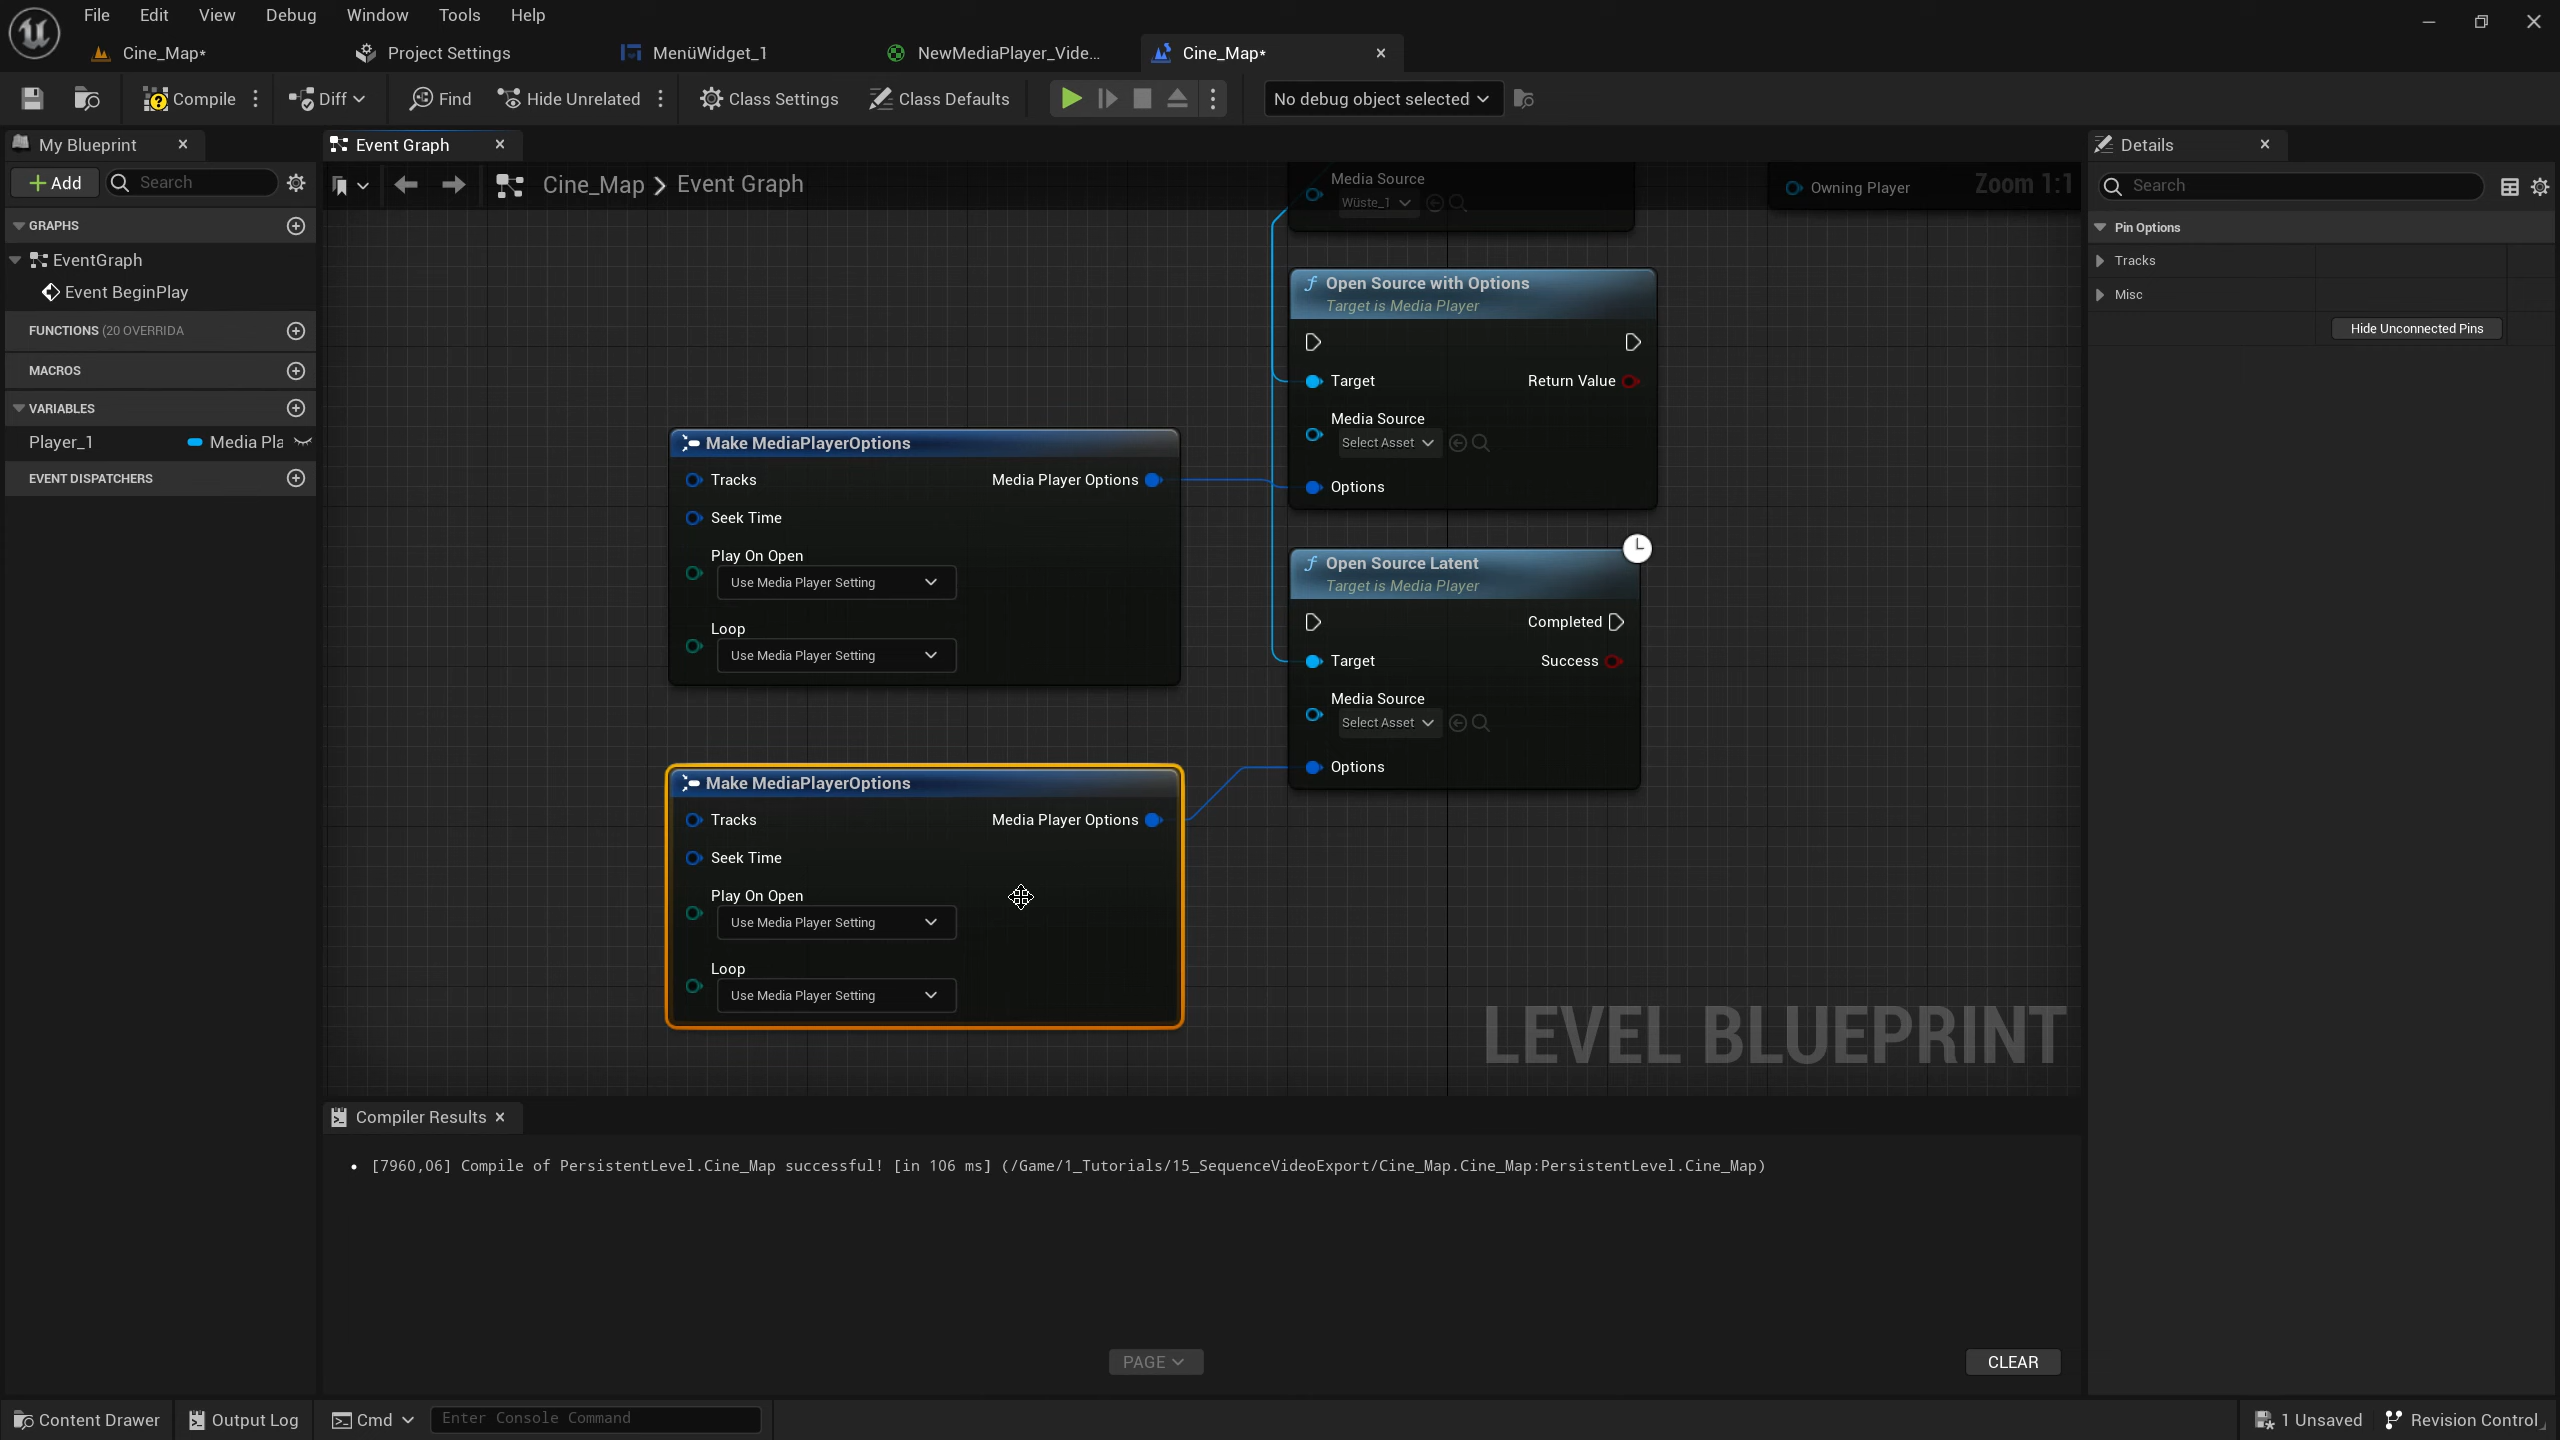 File Edit View Debug Window Tools Help
Cine_Map* Project Settings MenüWidget_1 NewMediaPlayer_Vide... Cine_Map*
Compile Diff Find Hide Unrelated Class Settings Class Defaults No debug object selected
My Blueprint
Add Search
GRAPHS
EventGraph
Event BeginPlay
FUNCTIONS (20 OVERRIDA
MACROS
VARIABLES
Player_1 Media Pla
EVENT DISPATCHERS
Event Graph
Cine_Map > Event Graph
Zoom 1:1
Media Source
Wüste_1
Owning Player
Open Source with Options
Target is Media Player
Target Return Value
Media Source
Select Asset
Options
Make MediaPlayerOptions
Tracks Media Player Options
Seek Time
Play On Open
Use Media Player Setting
Loop
Use Media Player Setting
Open Source Latent
Target is Media Player
Completed
Target Success
Media Source
Select Asset
Options
Make MediaPlayerOptions
Tracks Media Player Options
Seek Time
Play On Open
Use Media Player Setting
Loop
Use Media Player Setting
LEVEL BLUEPRINT
Details
Search
Pin Options
Tracks
Misc
Hide Unconnected Pins
Compiler Results
• [7960,06] Compile of PersistentLevel.Cine_Map successful! [in 106 ms] (/Game/1_Tutorials/15_SequenceVideoExport/Cine_Map.Cine_Map:PersistentLevel.Cine_Map)
PAGE CLEAR
Content Drawer Output Log Cmd Enter Console Command 1 Unsaved Revision Control